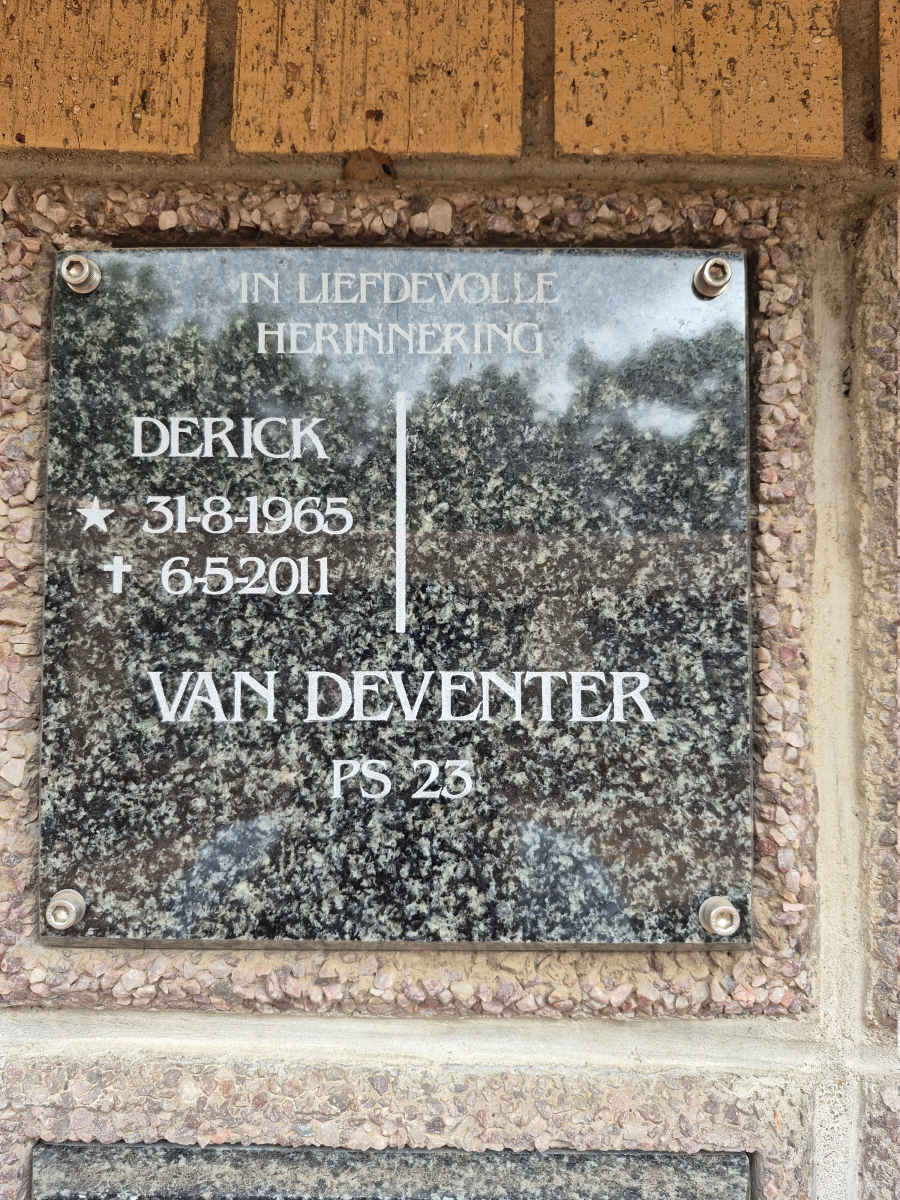 IN LIEFDEVOLLE
HERINNERING
DERICK
★ 31-8-1965
✝ 6-5-2011
VAN DEVENTER
PS 23